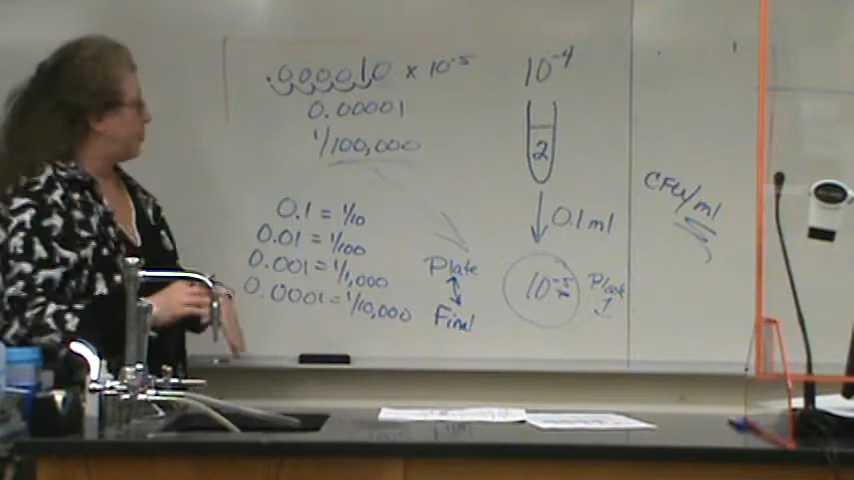 .000010 x 10⁻⁵
0.00001
1/100,000
0.1 = 1/10
0.01 = 1/100
0.001 = 1/1,000
0.0001 = 1/10,000
Plate
Final
10⁻⁴
2
0.1 ml
10⁻⁵
Plate
1
CFU/ml